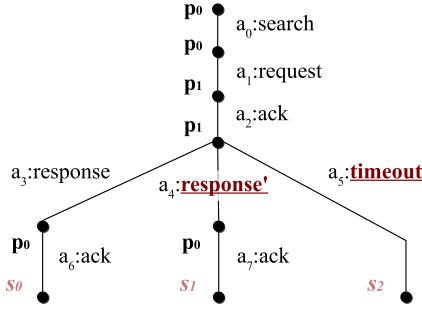 p0
a0:search
p0
a1:request
p1
a2:ack
p1
a3:response
a4:response'
a5:timeout
p0
a6:ack
p0
a7:ack
s0
s1
s2